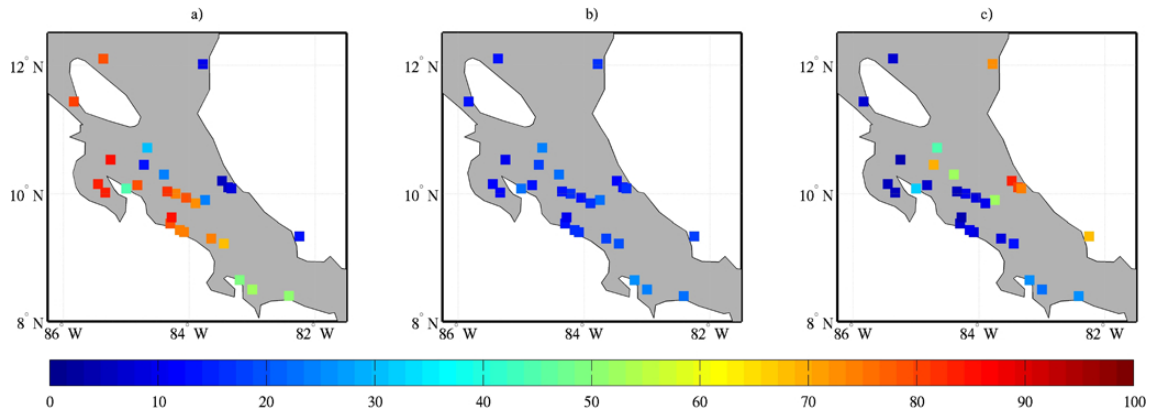 a) b) c)
12° N 12° N 12° N
10° N 10° N 10° N
8° N 8° N 8° N
86° W 84° W 82° W 86° W 84° W 82° W 86° W 84° W 82° W
0 10 20 30 40 50 60 70 80 90 100